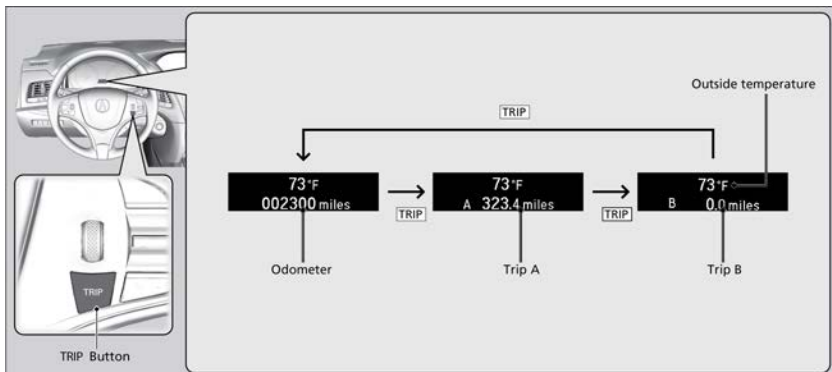 Outside temperature
TRIP
73°F
002300 miles
TRIP
73°F
A 323.4 miles
TRIP
73°F
B 0.0 miles
Odometer
Trip A
Trip B
TRIP
TRIP Button